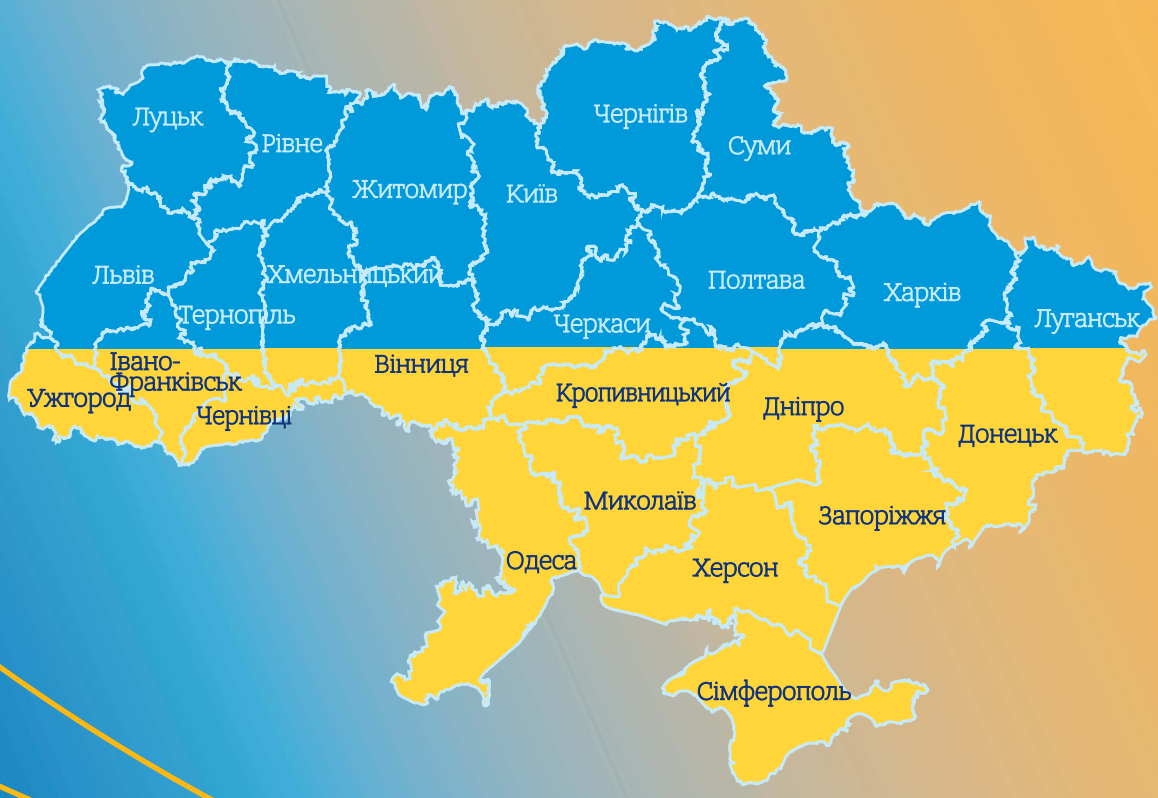 Чернігів
Луцьк
Рівне
Суми
Житомир
Київ
Львів
Хмельницький
Полтава
Харків
Тернопіль
Черкаси
Луганськ
Івано-
Франківськ
Вінниця
Ужгород
Кропивницький
Чернівці
Дніпро
Донецьк
Миколаїв
Запоріжжя
Одеса
Херсон
Сімферополь